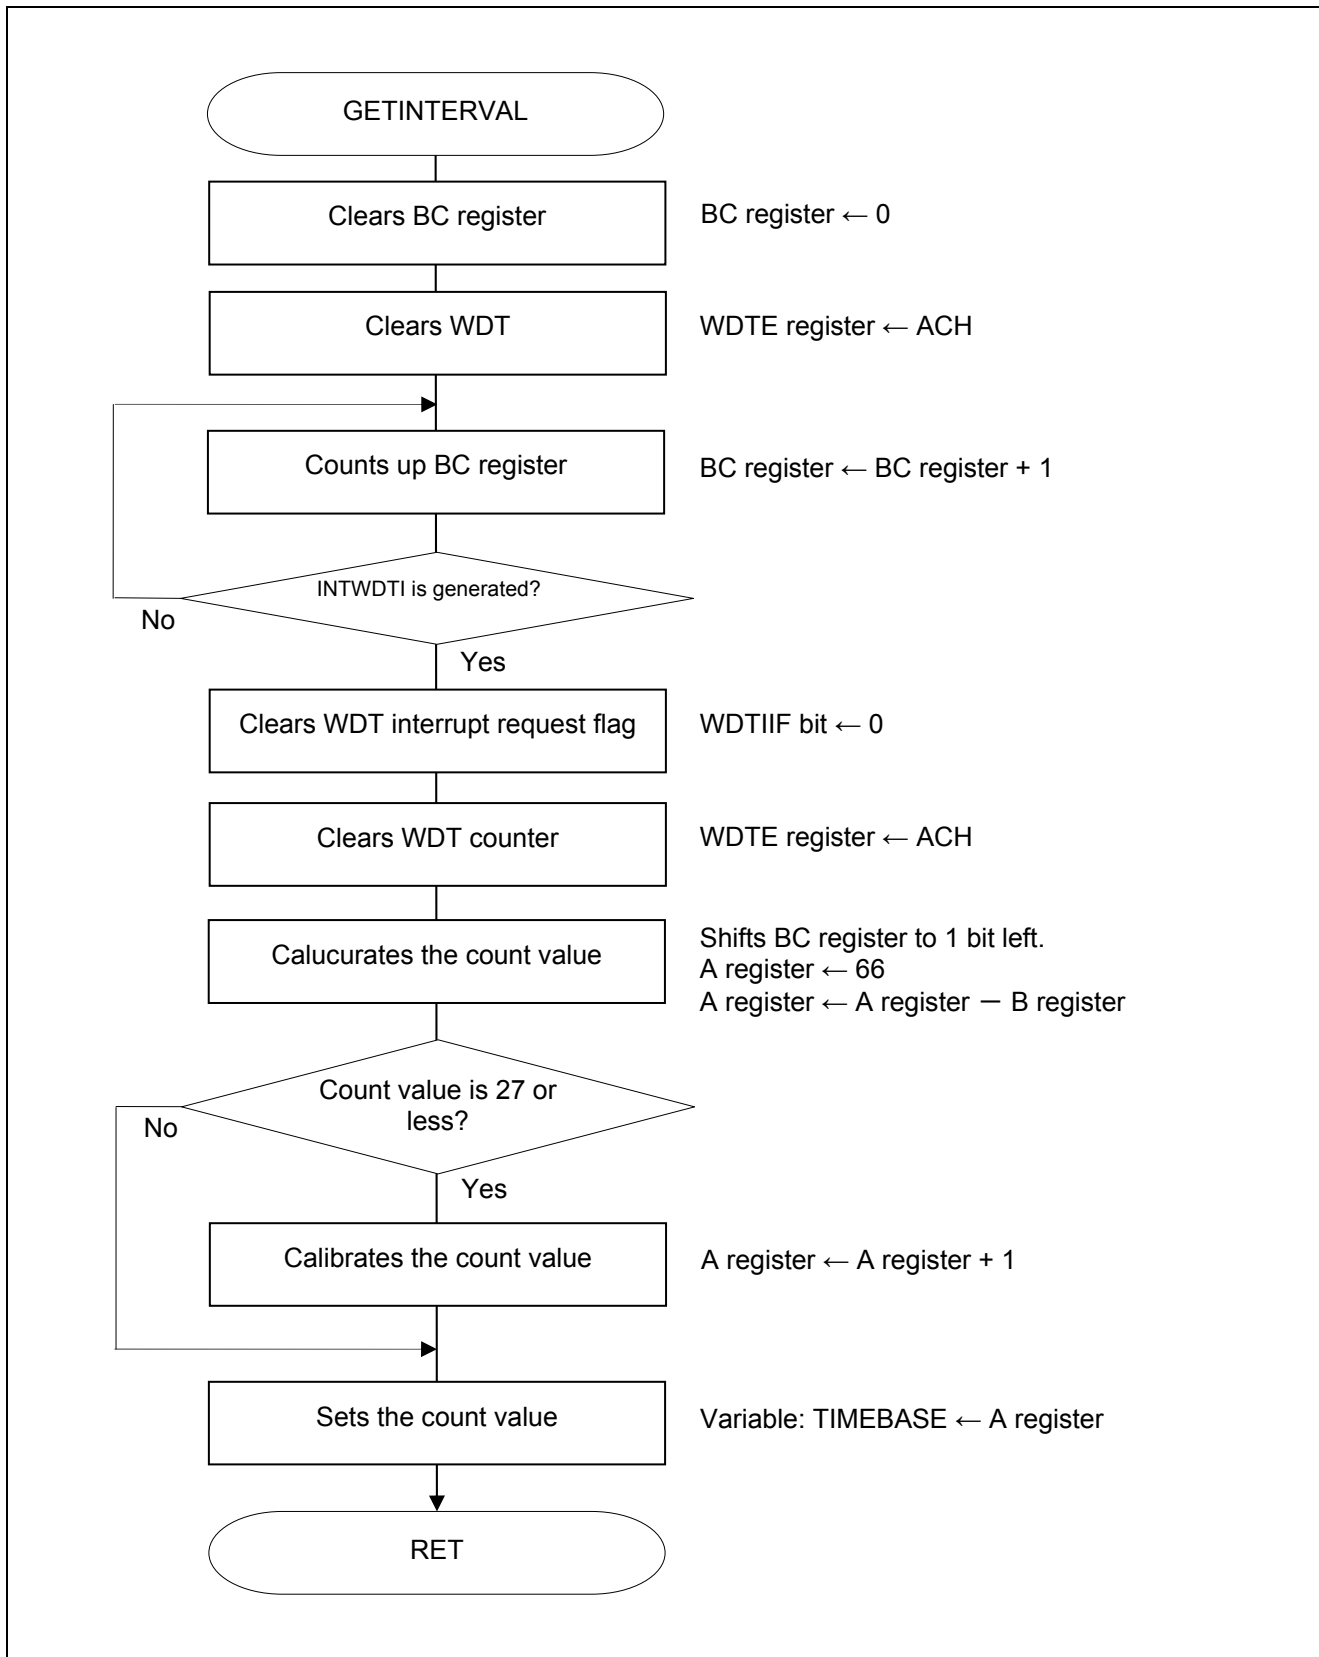 GETINTERVAL
Clears BC register
BC register ← 0
Clears WDT
WDTE register ← ACH
Counts up BC register
BC register ← BC register + 1
INTWDTI is generated?
No
Yes
Clears WDT interrupt request flag
WDTIIF bit ← 0
Clears WDT counter
WDTE register ← ACH
Calucurates the count value
Shifts BC register to 1 bit left.
A register ← 66
A register ← A register － B register
Count value is 27 or
less?
No
Yes
Calibrates the count value
A register ← A register + 1
Sets the count value
Variable: TIMEBASE ← A register
RET